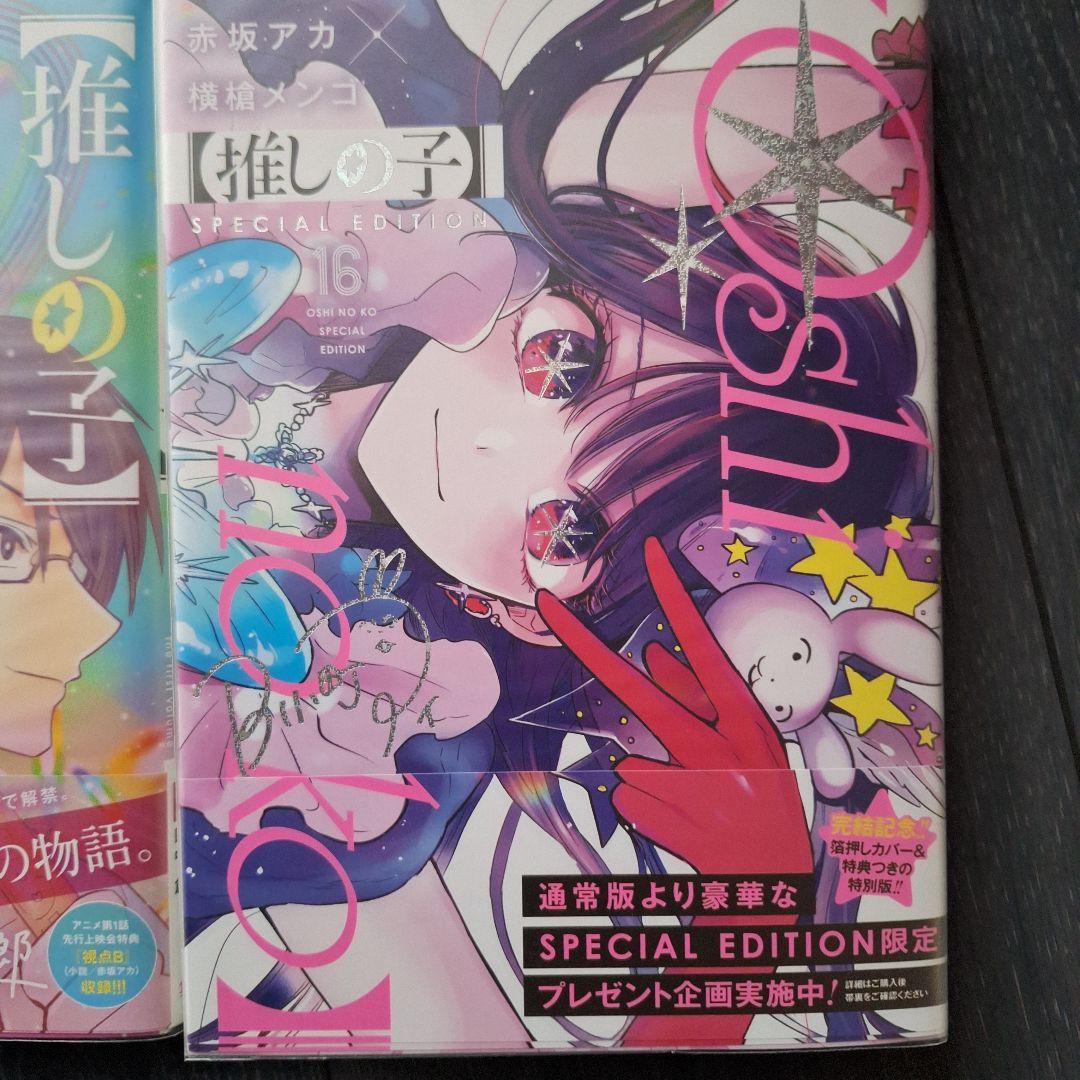 【推しの子】
で解禁。
の物語。
アニメ第1話
先行上映会特典
『視点B』
(小説/赤坂アカ)
収録!!!
郎
赤坂アカ×
横槍メンゴ
【推しの子】
SPECIAL EDITION
16
OSHI NO KO
SPECIAL
EDITION
【Oshi
no
ko】
完結記念!!
箔押しカバー&
特典つきの
特別版!!
通常版より豪華な
SPECIAL EDITION限定
プレゼント企画実施中!
詳細はご購入後
帯裏をご確認ください